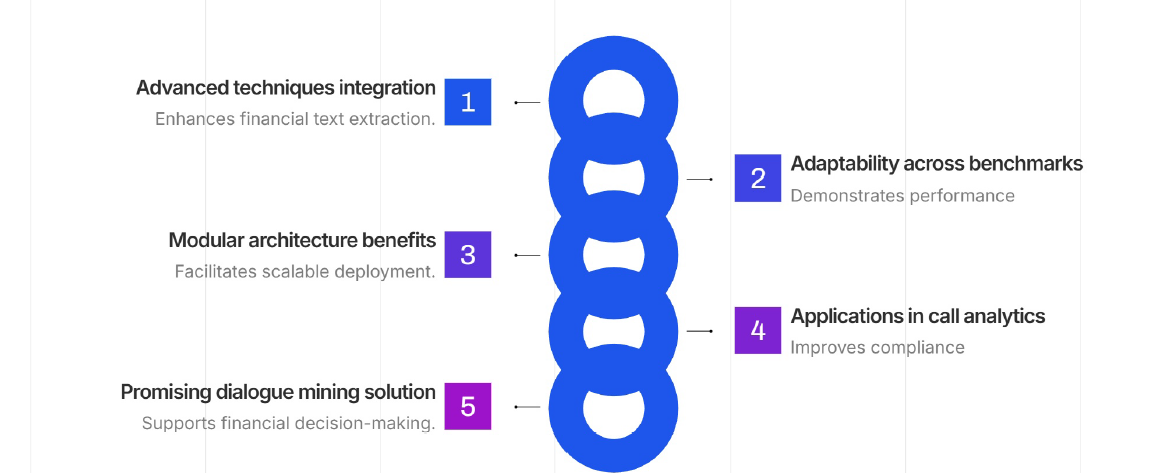 Advanced techniques integration
1
Enhances financial text extraction.
Adaptability across benchmarks
2
Demonstrates performance
Modular architecture benefits
3
Facilitates scalable deployment.
Applications in call analytics
4
Improves compliance
Promising dialogue mining solution
5
Supports financial decision-making.